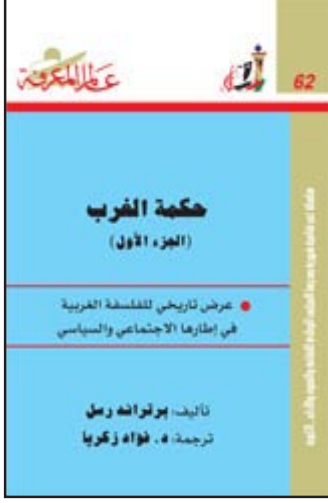 عالم المعرفة
62
حكمة الغرب
(الجزء الأول)
عرض تاريخي للفلسفة الغربية
في إطارها الاجتماعي والسياسي
تأليف: برتراند رسل
ترجمة: د. فؤاد زكريا